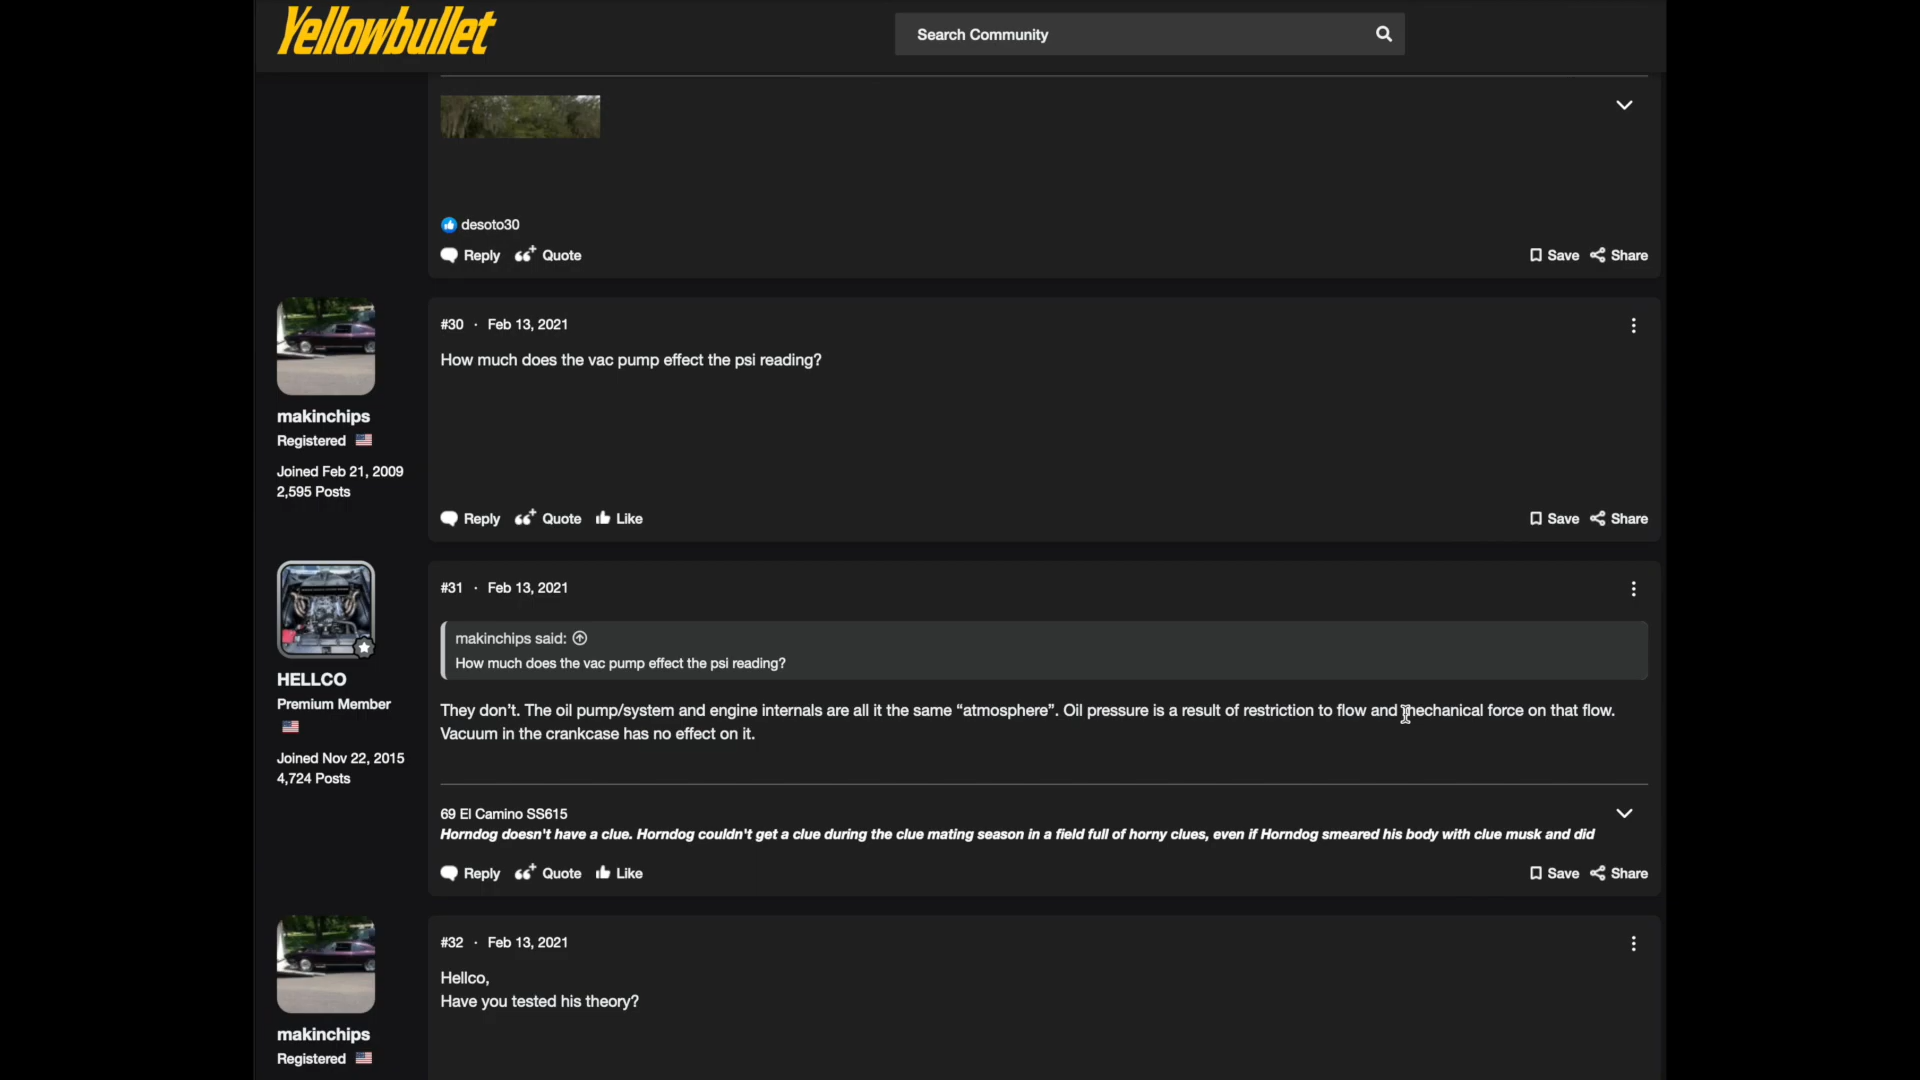 Yellowbullet
Search Community
desoto30
Reply Quote
Save Share
#30 · Feb 13, 2021
How much does the vac pump effect the psi reading?
makinchips
Registered
Joined Feb 21, 2009
2,595 Posts
Reply Quote Like
Save Share
#31 · Feb 13, 2021
makinchips said:
How much does the vac pump effect the psi reading?
HELLCO
Premium Member
Joined Nov 22, 2015
4,724 Posts
They don’t. The oil pump/system and engine internals are all it the same “atmosphere”. Oil pressure is a result of restriction to flow and mechanical force on that flow.
Vacuum in the crankcase has no effect on it.
69 El Camino SS615
Horndog doesn't have a clue. Horndog couldn't get a clue during the clue mating season in a field full of horny clues, even if Horndog smeared his body with clue musk and did
Reply Quote Like
Save Share
#32 · Feb 13, 2021
Hellco,
Have you tested his theory?
makinchips
Registered